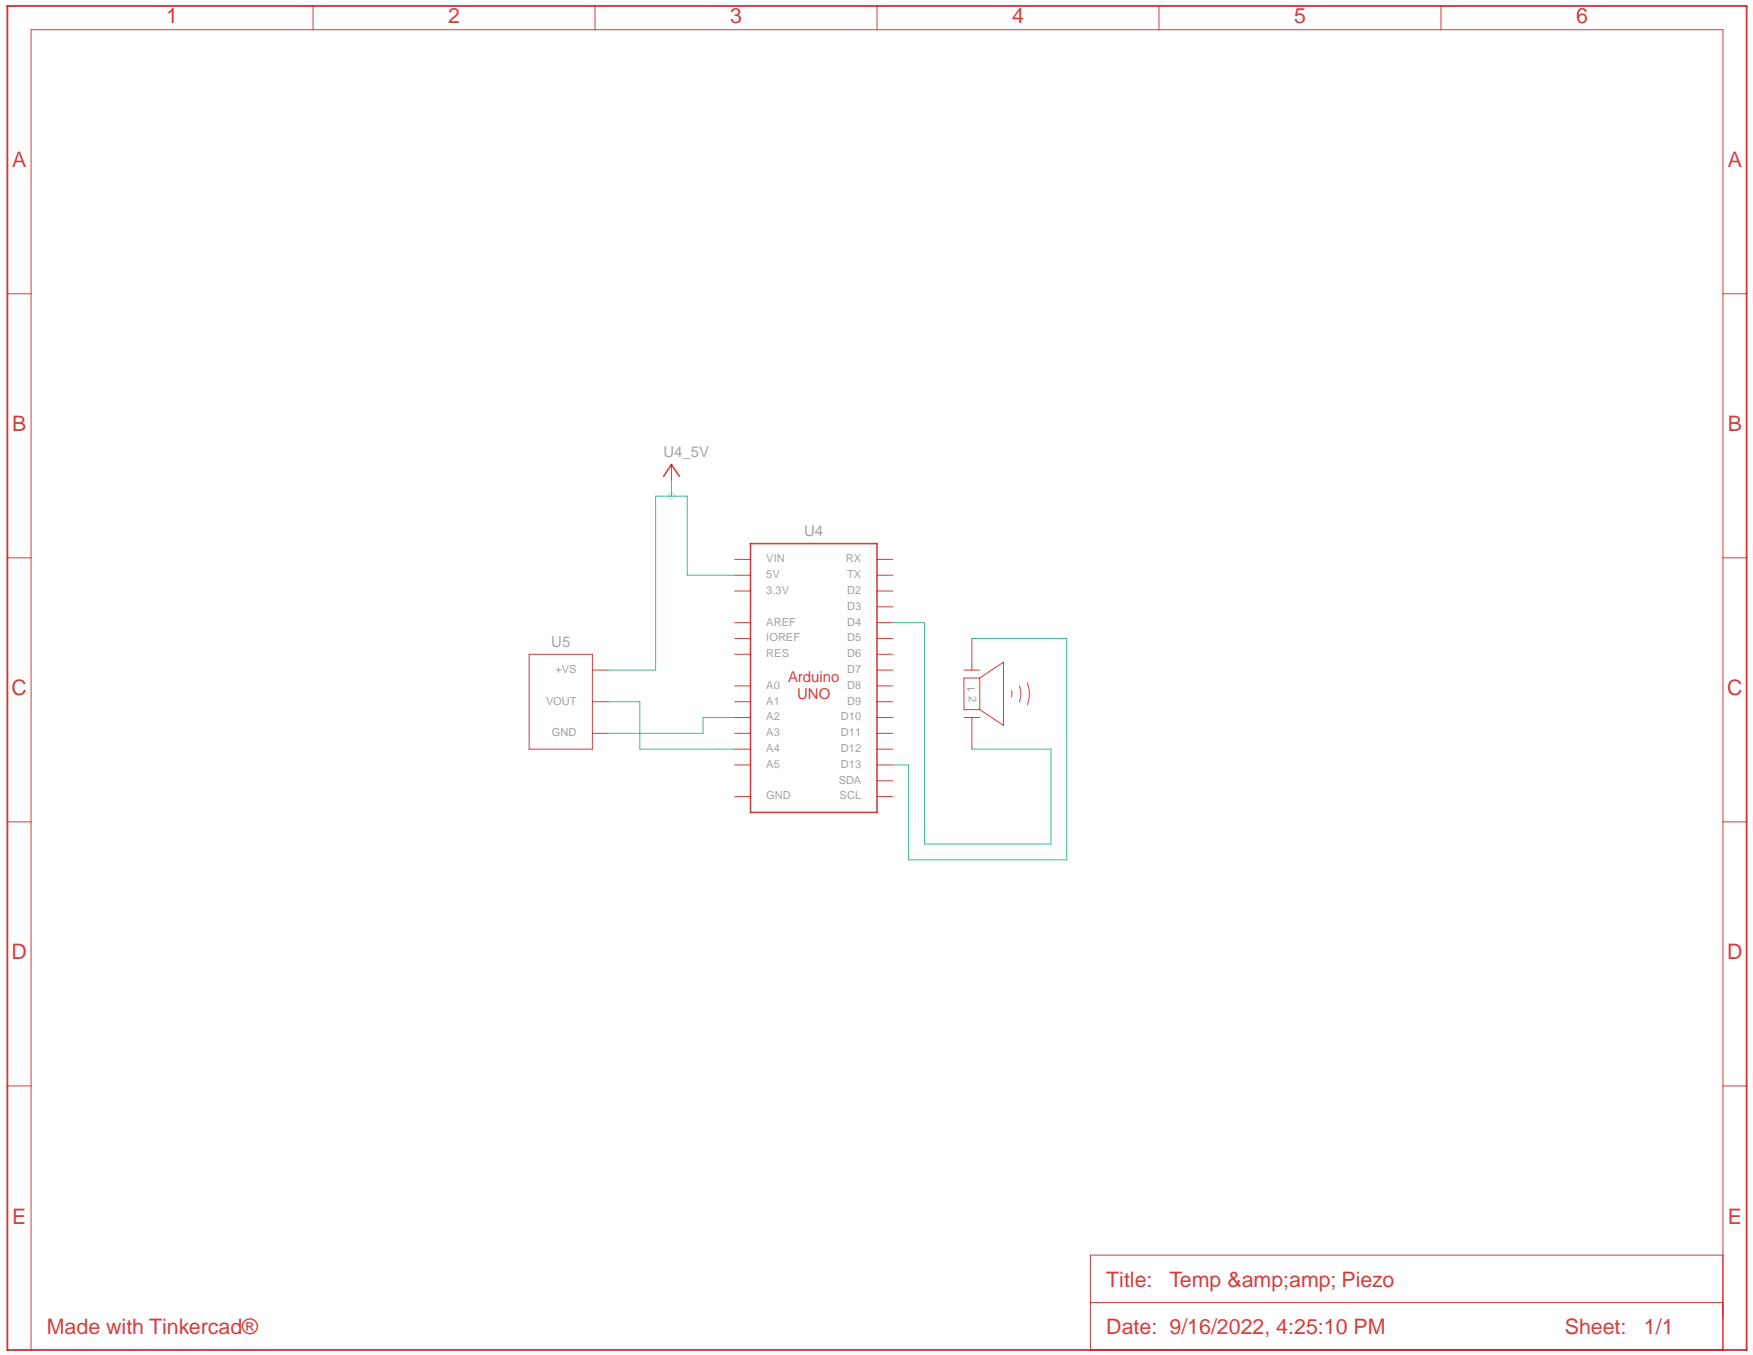 1 2 3 4 5 6
A A
B B
U4_5V
U4
VIN RX
5V TX
3.3V D2
D3
AREF D4
IOREF D5
RES D6
D7
A0 D8
A1 D9
A2 D10
A3 D11
A4 D12
A5 D13
SDA
GND SCL
Arduino
UNO
U5
+VS
VOUT
GND
1 2
C C
D D
E E
Title: Temp &amp;amp; Piezo
Date: 9/16/2022, 4:25:10 PM Sheet: 1/1
Made with Tinkercad®